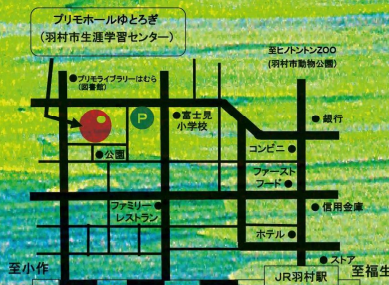 プリモホールゆとろぎ
(羽村市生涯学習センター)
至ヒノトントンZOO
(羽村市動物公園)
プリモライブラリーはむら
(図書館)
P
富士見
小学校
銀行
公園
コンビニ
ファースト
フード
ファミリー
レストラン
信用金庫
ホテル
ストア
至小作
JR羽村駅
至福生